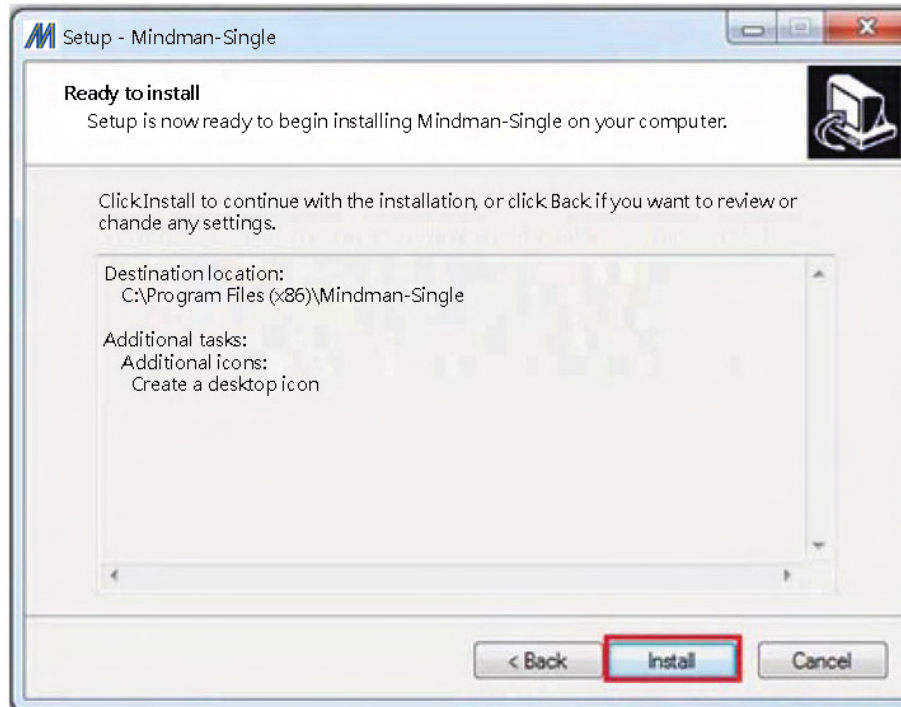 Setup - Mindman-Single
Ready to install
Setup is now ready to begin installing Mindman-Single on your computer.
Click Install to continue with the installation, or click Back if you want to review or
chande any settings.
Destination location:
C:\Program Files (x86)\Mindman-Single
Additional tasks:
Additional icons:
Create a desktop icon
< Back
Install
Cancel